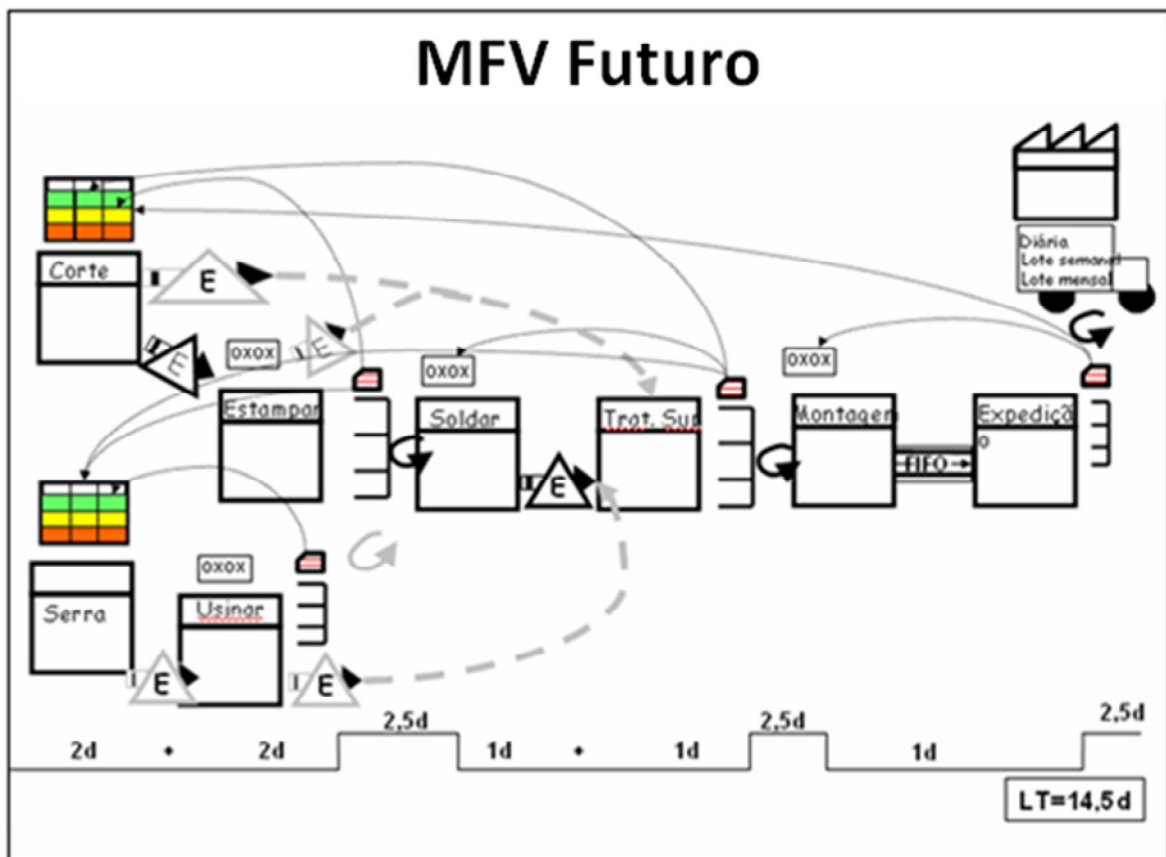 MFV Futuro
Diária
Lote semanal
Lote mensal
Corte
E
E
E
OXOX
OXOX
OXOX
Estampar
Soldar
Trat. Sup
Montagem
Expediçã
o
E
FIFO
OXOX
Serra
Usinar
E
E
2d + 2d
2,5d
1d + 1d
2,5d
1d
2,5d
LT=14,5d